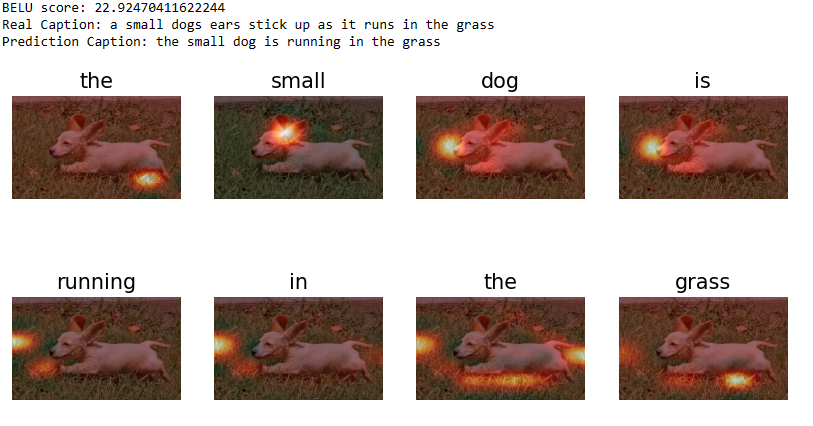 BELU score: 22.92470411622244
Real Caption: a small dogs ears stick up as it runs in the grass
Prediction Caption: the small dog is running in the grass
the small dog is
running in the grass